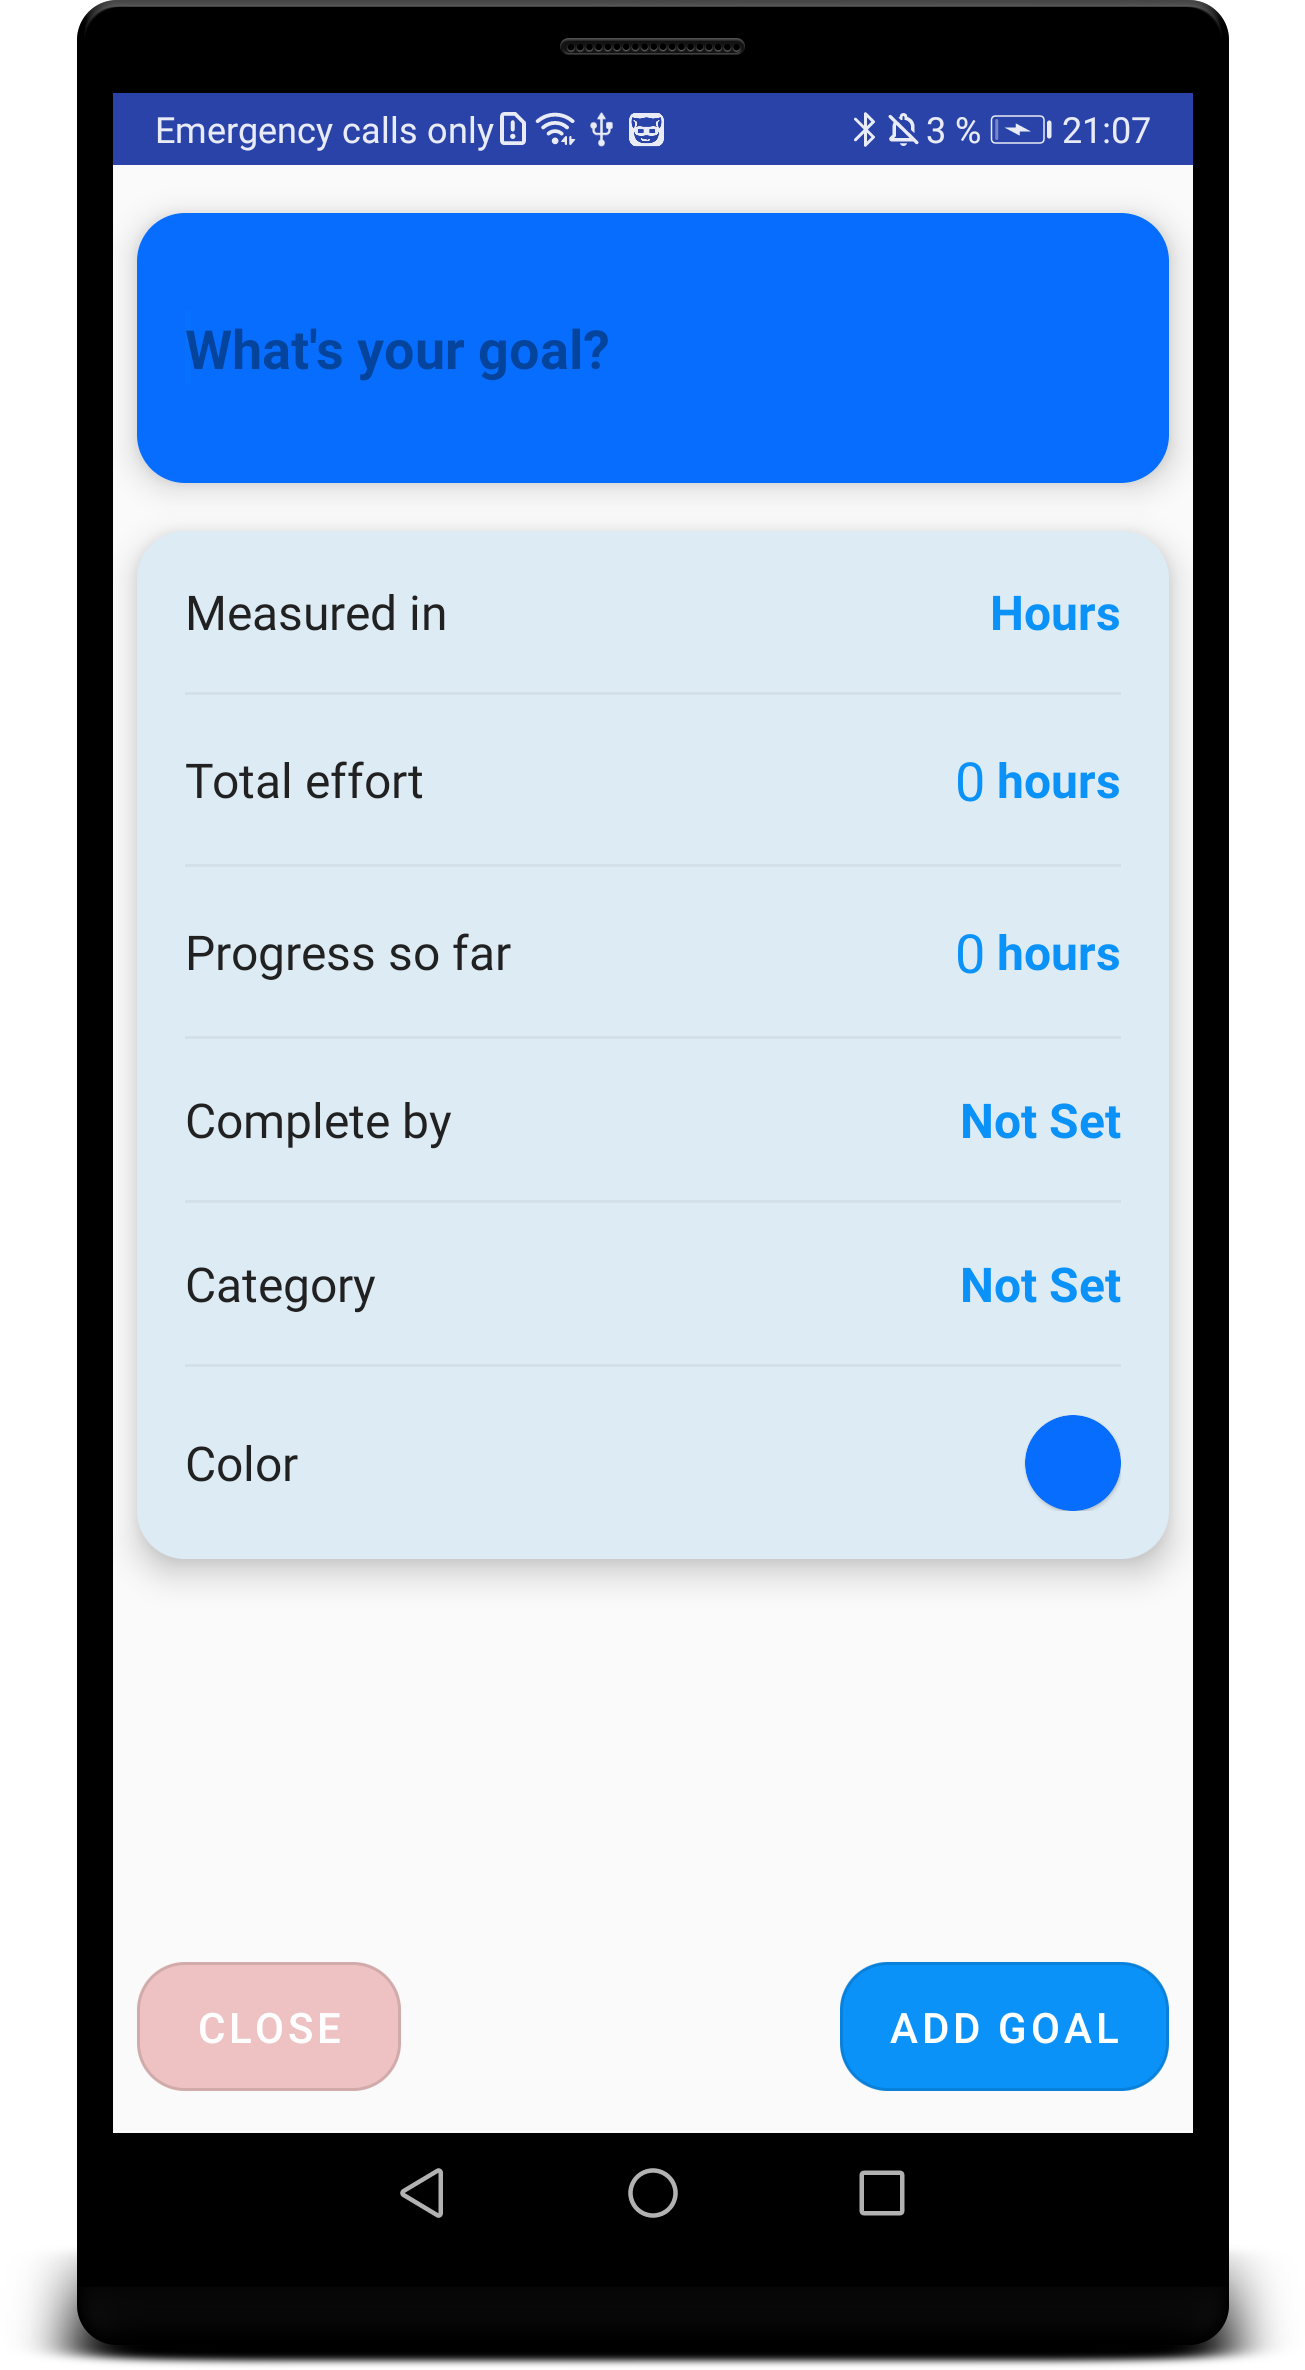 Emergency calls only 3 % 21:07
What's your goal?
Measured in Hours
Total effort 0 hours
Progress so far 0 hours
Complete by Not Set
Category Not Set
Color
CLOSE ADD GOAL